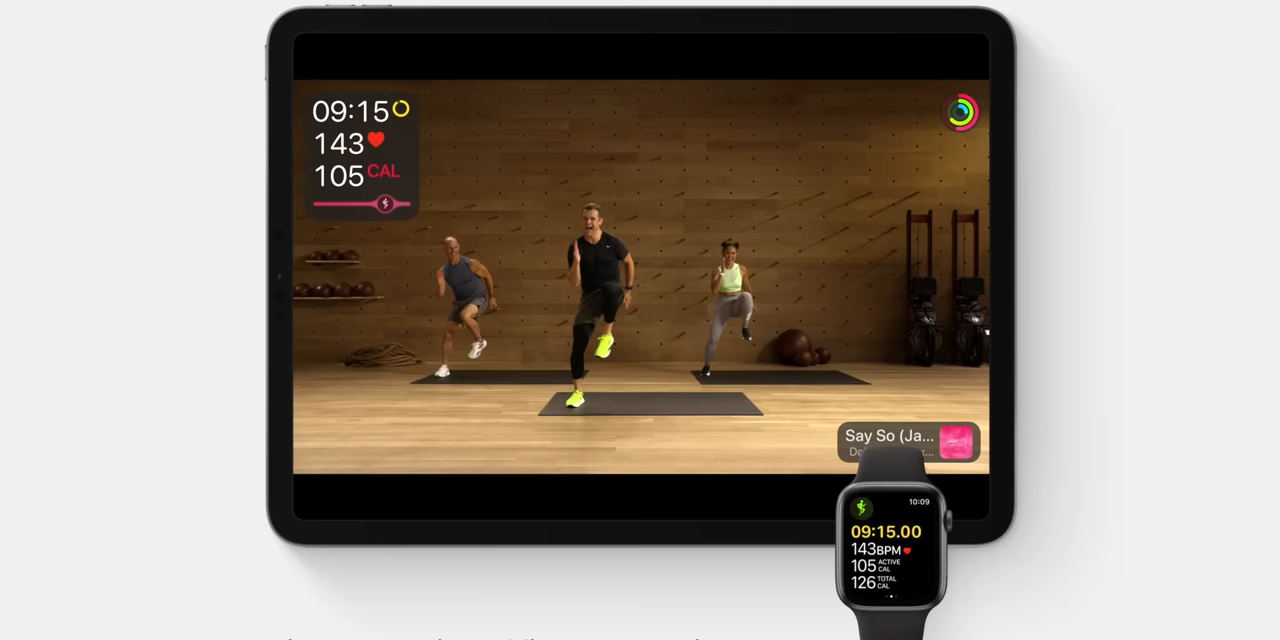 09:15
143
105 CAL
Say So (Ja...
10:09
09:15.00
143BPM
105 ACTIVE
CAL
126 TOTAL
CAL